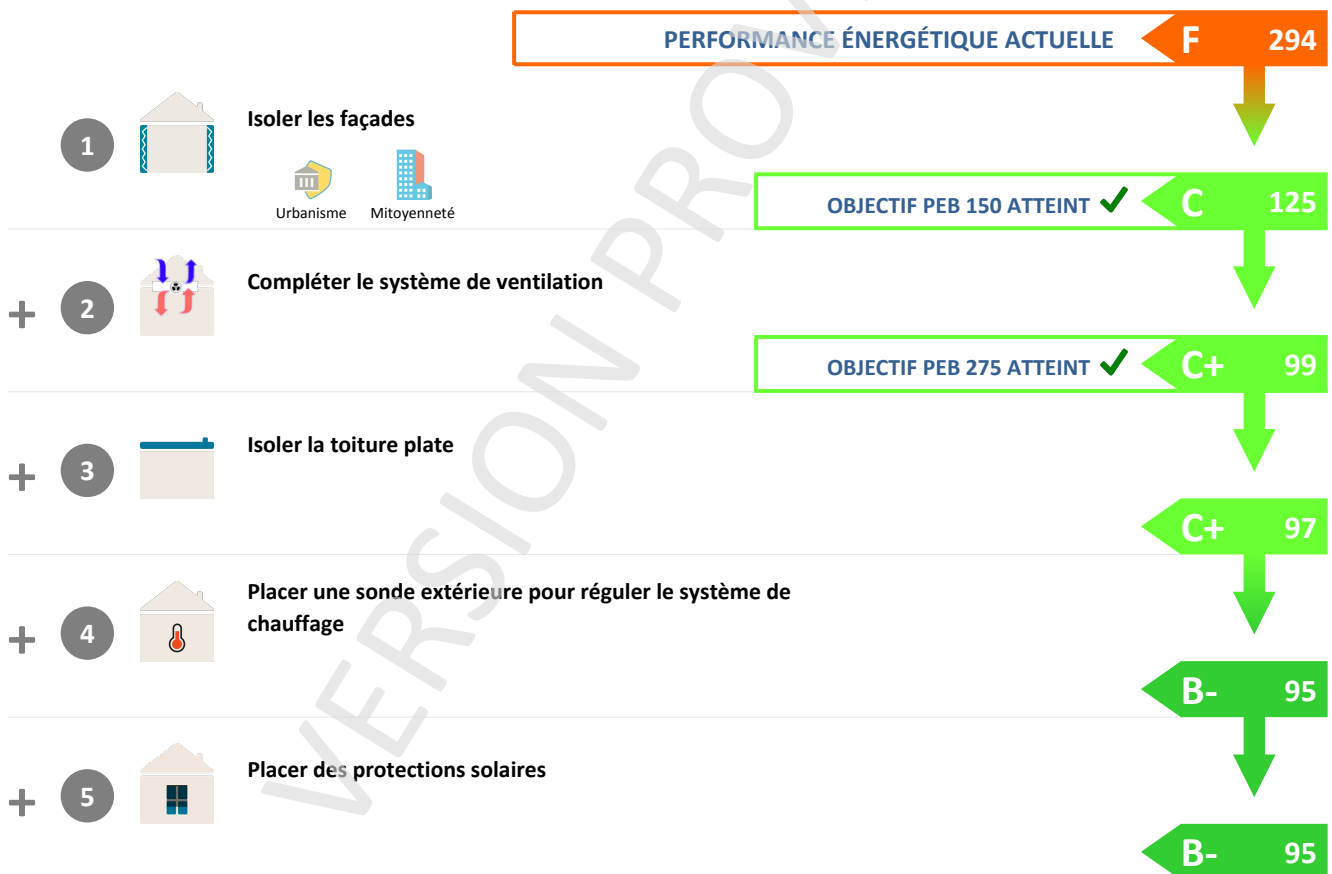 PERFORMANCE ÉNERGÉTIQUE ACTUELLE F 294
1 Isoler les façades
Urbanisme Mitoyenneté
OBJECTIF PEB 150 ATTEINT ✔ C 125
+ 2 Compléter le système de ventilation
OBJECTIF PEB 275 ATTEINT ✔ C+ 99
+ 3 Isoler la toiture plate
C+ 97
+ 4 Placer une sonde extérieure pour réguler le système de
chauffage
B- 95
+ 5 Placer des protections solaires
B- 95
VERSION PROV